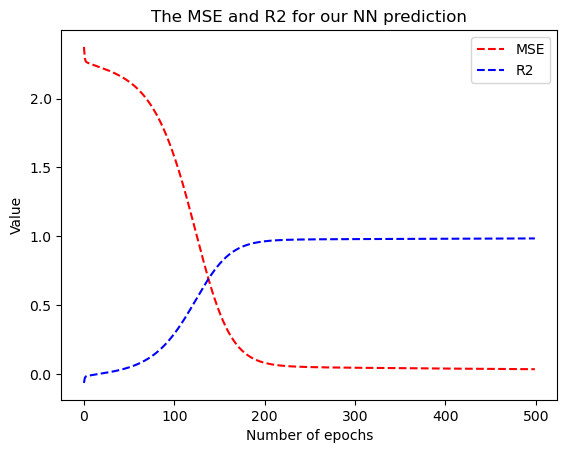 The MSE and R2 for our NN prediction
MSE
R2
2.0
1.5
1.0
0.5
0.0
Value
0 100 200 300 400 500
Number of epochs